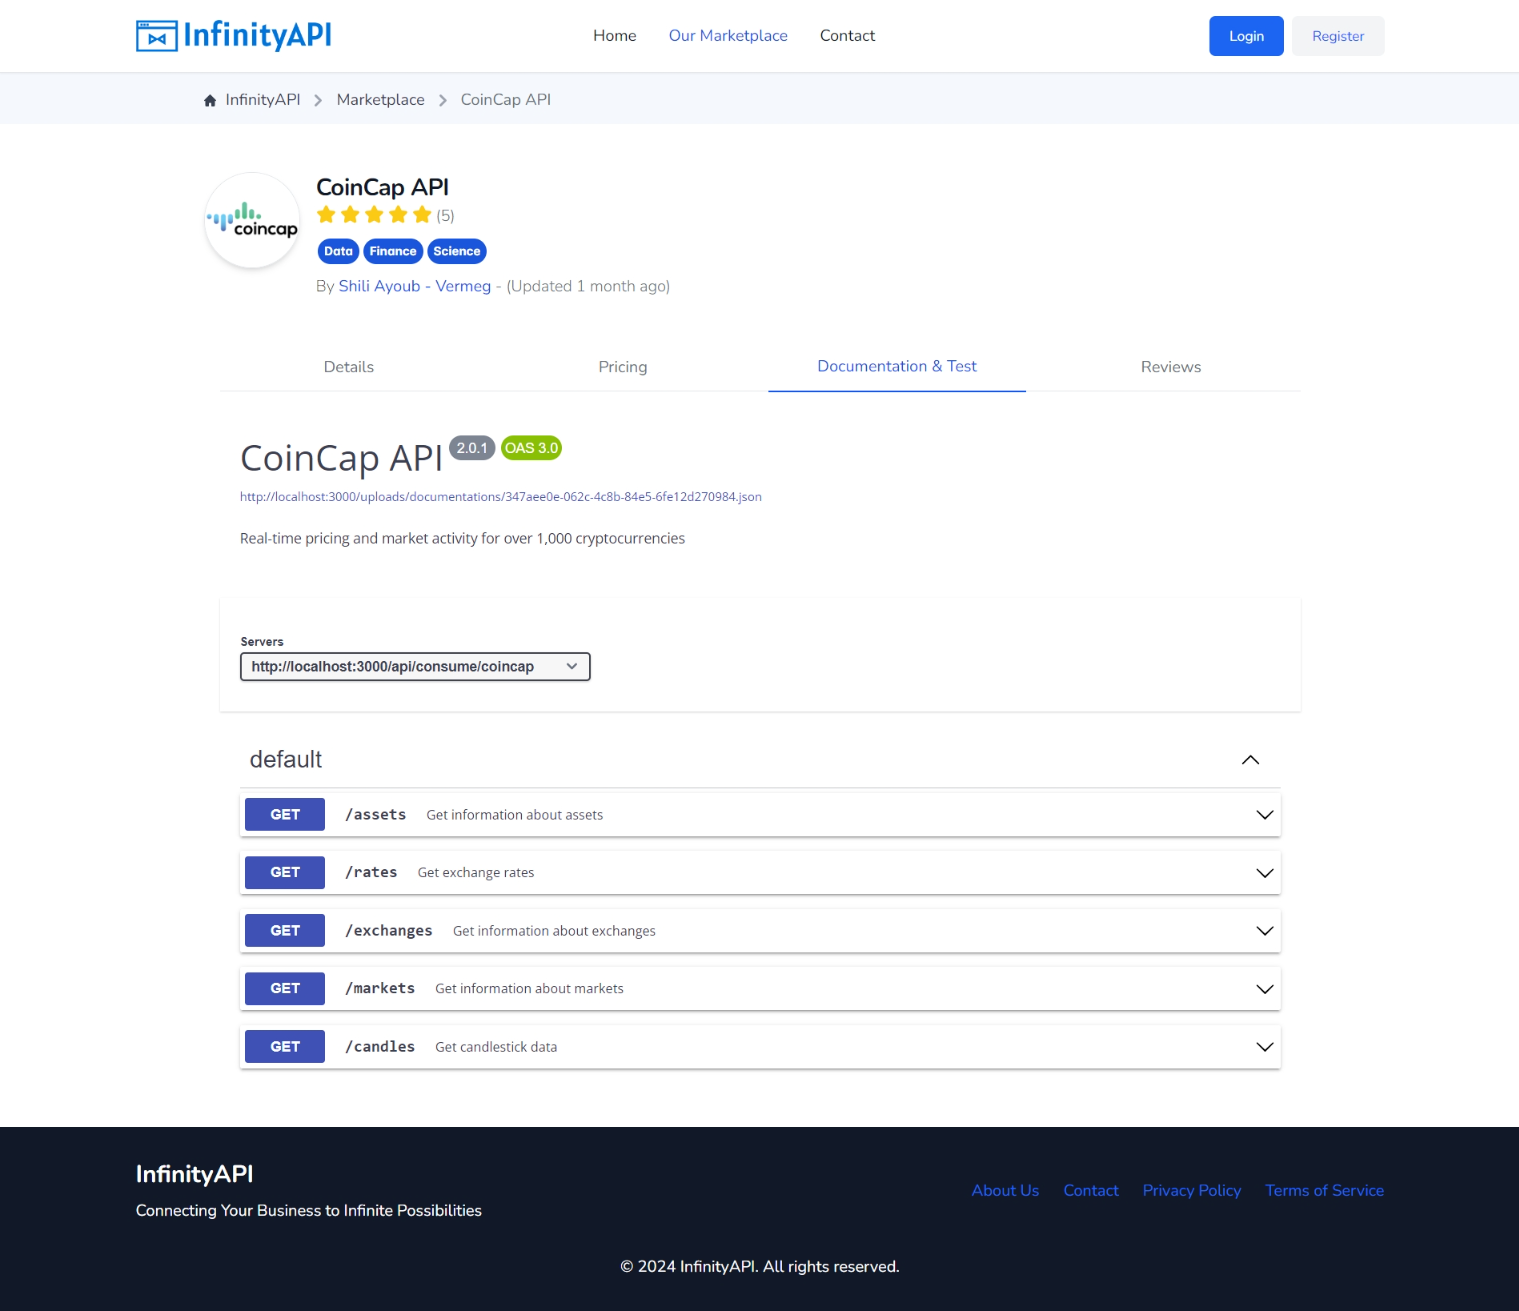 InfinityAPI
Home Our Marketplace Contact
Login Register
InfinityAPI Marketplace CoinCap API
coincap
CoinCap API
(5)
Data Finance Science
By Shili Ayoub - Vermeg - (Updated 1 month ago)
Details Pricing Documentation & Test Reviews
CoinCap API 2.0.1 OAS 3.0
http://localhost:3000/uploads/documentations/347aee0e-062c-4c8b-84e5-6fe12d270984.json
Real-time pricing and market activity for over 1,000 cryptocurrencies
Servers
http://localhost:3000/api/consume/coincap
default
GET /assets Get information about assets
GET /rates Get exchange rates
GET /exchanges Get information about exchanges
GET /markets Get information about markets
GET /candles Get candlestick data
InfinityAPI
Connecting Your Business to Infinite Possibilities
About Us Contact Privacy Policy Terms of Service
© 2024 InfinityAPI. All rights reserved.